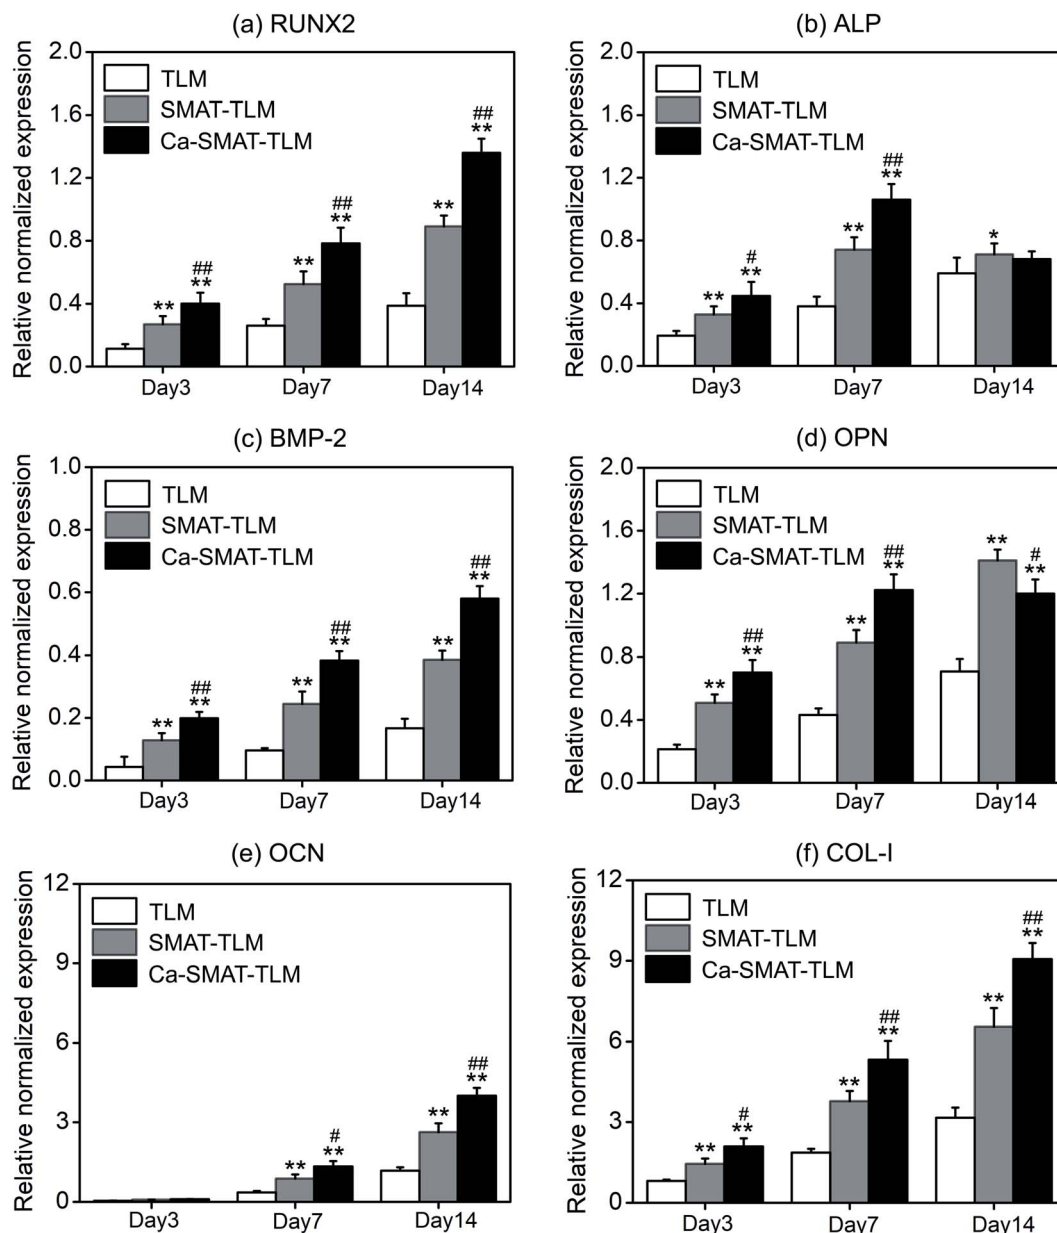 (a) RUNX2
Relative normalized expression
2.0
1.6
1.2
0.8
0.4
0.0
TLM
SMAT-TLM
Ca-SMAT-TLM
**
##
**
**
##
**
**
##
**
Day3 Day7 Day14
(b) ALP
Relative normalized expression
2.0
1.6
1.2
0.8
0.4
0.0
TLM
SMAT-TLM
Ca-SMAT-TLM
**
#
**
**
##
**
*
Day3 Day7 Day14
(c) BMP-2
Relative normalized expression
1.0
0.8
0.6
0.4
0.2
0.0
TLM
SMAT-TLM
Ca-SMAT-TLM
**
##
**
**
##
**
**
##
**
Day3 Day7 Day14
(d) OPN
Relative normalized expression
2.0
1.6
1.2
0.8
0.4
0.0
TLM
SMAT-TLM
Ca-SMAT-TLM
**
##
**
**
##
**
**
#
**
Day3 Day7 Day14
(e) OCN
Relative normalized expression
12
9
6
3
0
TLM
SMAT-TLM
Ca-SMAT-TLM
**
#
**
**
##
**
Day3 Day7 Day14
(f) COL-I
Relative normalized expression
12
9
6
3
0
TLM
SMAT-TLM
Ca-SMAT-TLM
**
#
**
**
##
**
**
##
**
Day3 Day7 Day14